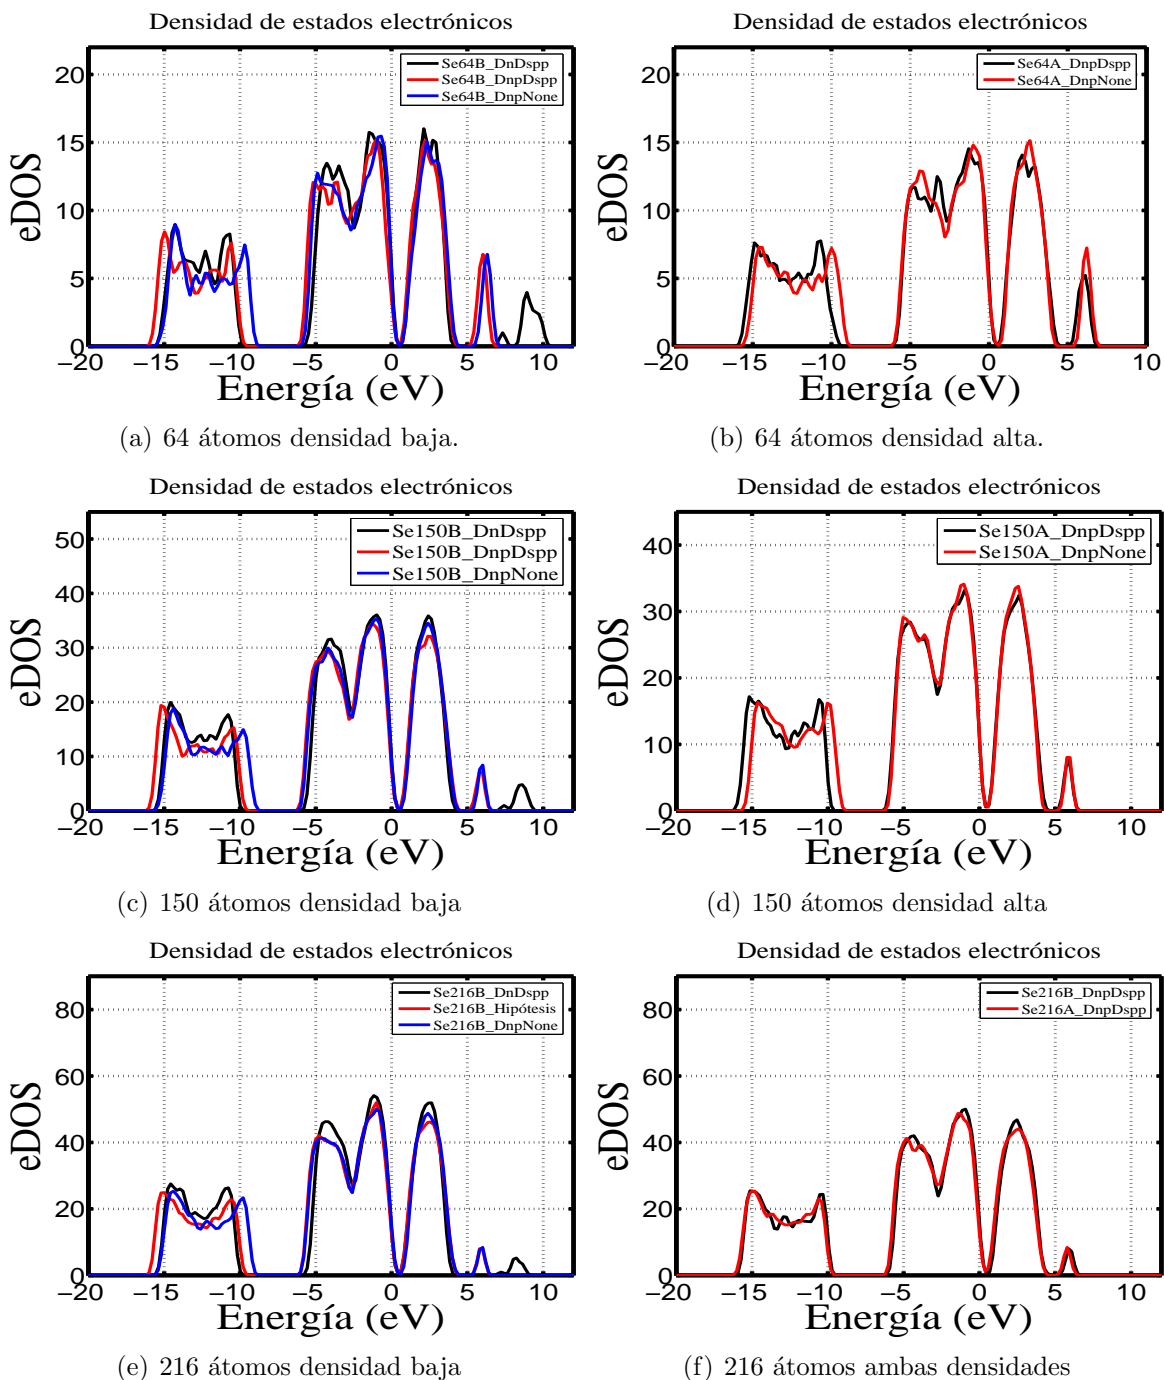 Densidad de estados electrónicos
eDOS
20
15
10
5
0
Se64B_DnDspp
Se64B_DnpDspp
Se64B_DnpNone
−20 −15 −10 −5 0 5 10
Energía (eV)
(a) 64 átomos densidad baja.
Densidad de estados electrónicos
eDOS
20
15
10
5
0
Se64A_DnpDspp
Se64A_DnpNone
−20 −15 −10 −5 0 5 10
Energía (eV)
(b) 64 átomos densidad alta.
Densidad de estados electrónicos
eDOS
50
40
30
20
10
0
Se150B_DnDspp
Se150B_DnpDspp
Se150B_DnpNone
−20 −15 −10 −5 0 5 10
Energía (eV)
(c) 150 átomos densidad baja
Densidad de estados electrónicos
eDOS
40
30
20
10
0
Se150A_DnpDspp
Se150A_DnpNone
−20 −15 −10 −5 0 5 10
Energía (eV)
(d) 150 átomos densidad alta
Densidad de estados electrónicos
eDOS
80
60
40
20
0
Se216B_DnDspp
Se216B_Hipótesis
Se216B_DnpNone
−20 −15 −10 −5 0 5 10
Energía (eV)
(e) 216 átomos densidad baja
Densidad de estados electrónicos
eDOS
80
60
40
20
0
Se216B_DnpDspp
Se216A_DnpDspp
−20 −15 −10 −5 0 5 10
Energía (eV)
(f) 216 átomos ambas densidades